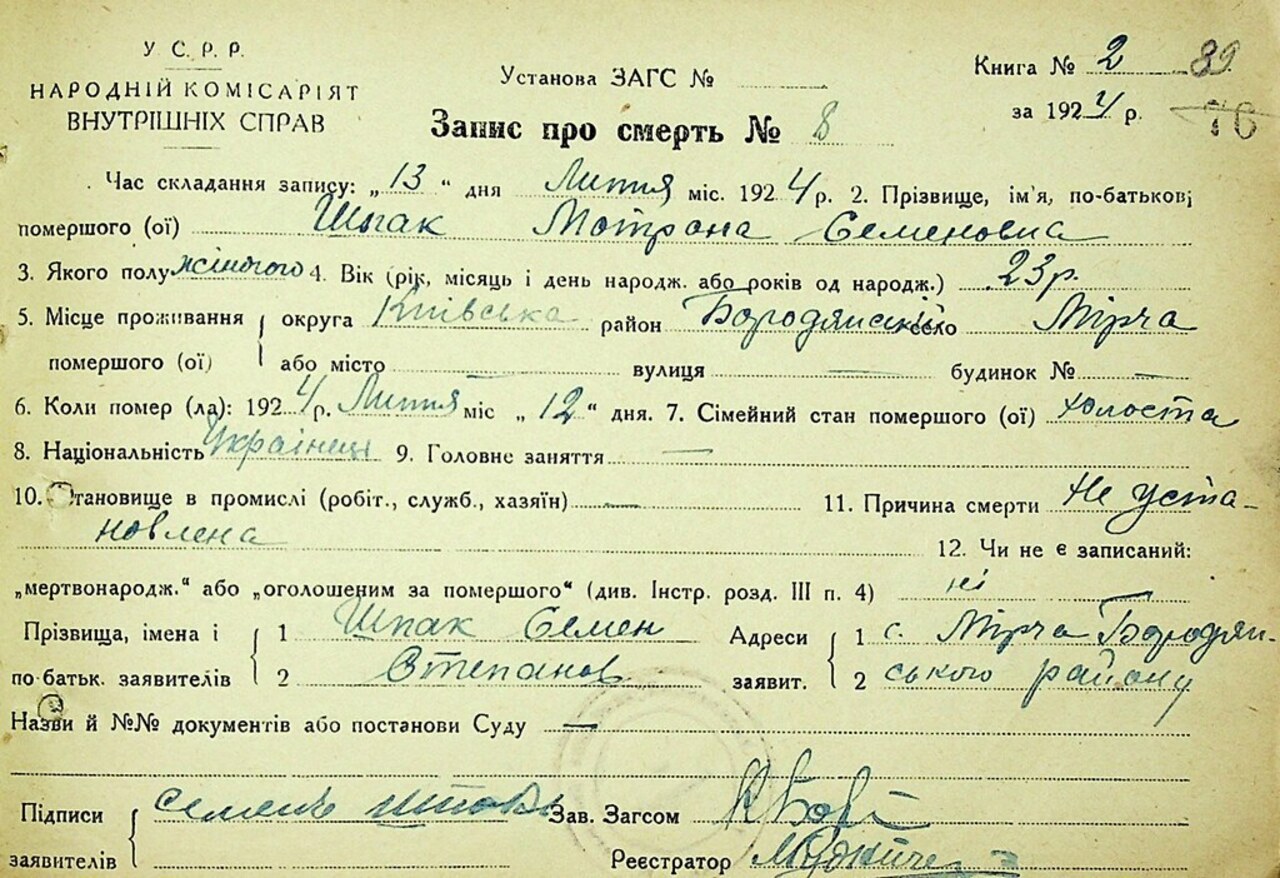 У С. Р. Р.
НАРОДНІЙ КОМІСАРІЯТ
ВНУТРІШНІХ СПРАВ
Установа ЗАГС №
Книга № 2 89
за 1924 р. 76
Запис про смерть № 8
Час складання запису: „13“ дня Липня міс. 1924 р. 2. Прізвище, ім'я, по-батькові
помершого (ої) Шпак Мотрона Семеновна
3. Якого полу жіночого 4. Вік (рік, місяць і день народж. або років од народж.) 23 р.
5. Місце проживання помершого (ої) округа Київська район Бородянський село Мірча
або місто — вулиця — будинок № —
6. Коли помер (ла): 1924 р. Липня міс „12“ дня. 7. Сімейний стан помершого (ої) холоста
8. Національність Українці 9. Головне заняття —
10. Становище в промислі (робіт., служб., хазяїн) — 11. Причина смерти Не уста-
новлена 12. Чи не є записаний:
„мертвонародж.“ або „оголошеним за помершого“ (див. Інстр. розд. III п. 4) ні
Прізвища, імена і 1 Шпак Семен Адреси 1 с. Мірча Бородян-
по-батьк. заявителів 2 Степанов заявит. 2 ського району
Назви й №№ документів або постанови Суду —
Підписи Семенъ Зав. Загсом
заявителів Реєстратор